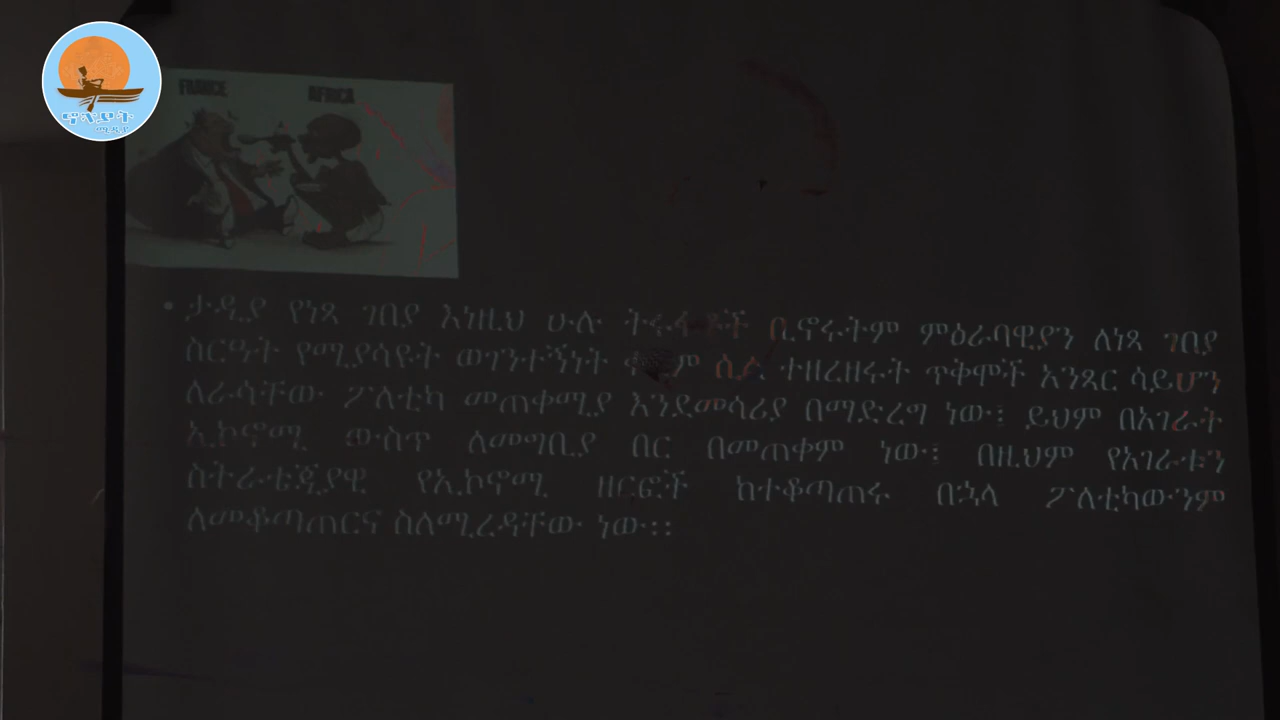 FRANCE AFRICA
• ታዲያ የነጻ ገበያ እነዚህ ሁሉ ትሩፋቶች ቢኖሩትም ምዕራባዊያን ለነጻ ገበያ
ስርዓት የሚያሳዩት ወገንተኝነት ቀደም ሲል ተዘረዘሩት ጥቅሞች አንጻር ሳይሆን
ለራሳቸው ፖለቲካ መጠቀሚያ እንደመሳሪያ በማድረግ ነው፤ ይህም በአገራት
ኢኮኖሚ ውስጥ ለመግቢያ በር በመጠቀም ነው፤ በዚህም የአገራቱን
ስትራቴጂያዊ የኢኮኖሚ ዘርፎች ከተቆጣጠሩ በኋላ ፖለቲካውንም
ለመቆጣጠርና ስለሚረዳቸው ነው፡፡